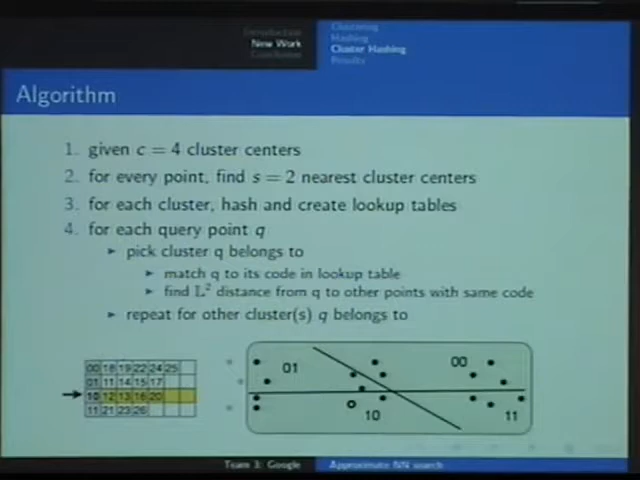 Introduction
New Work
Conclusion
Clustering
Hashing
Cluster Hashing
Results
Algorithm
1. given c = 4 cluster centers
2. for every point, find s = 2 nearest cluster centers
3. for each cluster, hash and create lookup tables
4. for each query point q
pick cluster q belongs to
match q to its code in lookup table
find L² distance from q to other points with same code
repeat for other cluster(s) q belongs to
00 18 19 22 24 25
01 11 14 15 17
10 12 13 16 20
11 21 23 26
01
00
10
11
Team 3: Google
Approximate NN search